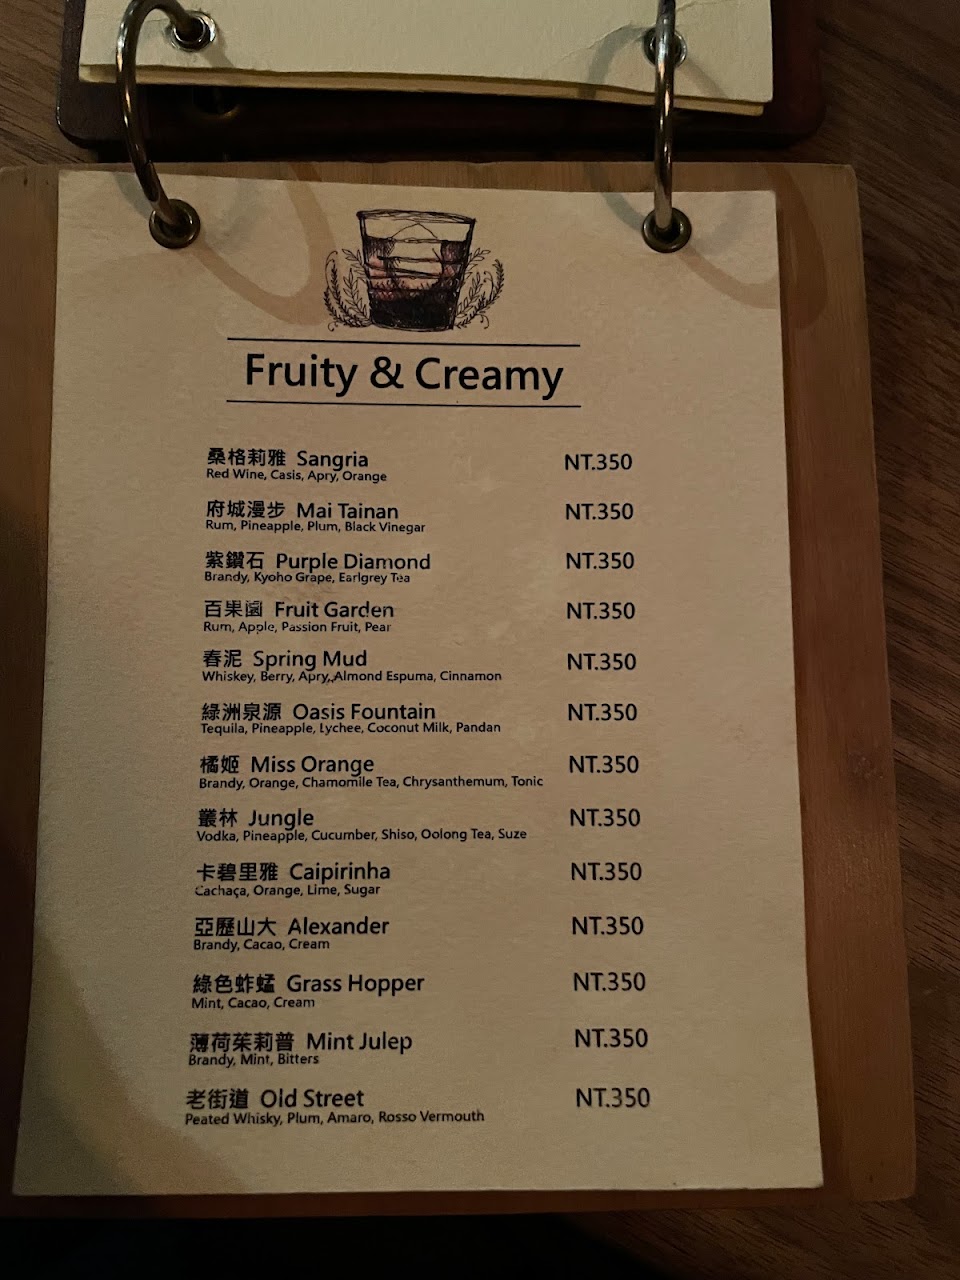 Fruity & Creamy
桑格莉雅 Sangria NT.350
Red Wine, Casis, Apry, Orange
府城漫步 Mai Tainan NT.350
Rum, Pineapple, Plum, Black Vinegar
紫鑽石 Purple Diamond NT.350
Brandy, Kyoho Grape, Earlgrey Tea
百果園 Fruit Garden NT.350
Rum, Apple, Passion Fruit, Pear
春泥 Spring Mud NT.350
Whiskey, Berry, Apry,,Almond Espuma, Cinnamon
綠洲泉源 Oasis Fountain NT.350
Tequila, Pineapple, Lychee, Coconut Milk, Pandan
橘姬 Miss Orange NT.350
Brandy, Orange, Chamomile Tea, Chrysanthemum, Tonic
叢林 Jungle NT.350
Vodka, Pineapple, Cucumber, Shiso, Oolong Tea, Suze
卡碧里雅 Caipirinha NT.350
Cachaça, Orange, Lime, Sugar
亞歷山大 Alexander NT.350
Brandy, Cacao, Cream
綠色蚱蜢 Grass Hopper NT.350
Mint, Cacao, Cream
薄荷茱莉普 Mint Julep NT.350
Brandy, Mint, Bitters
老街道 Old Street NT.350
Peated Whisky, Plum, Amaro, Rosso Vermouth